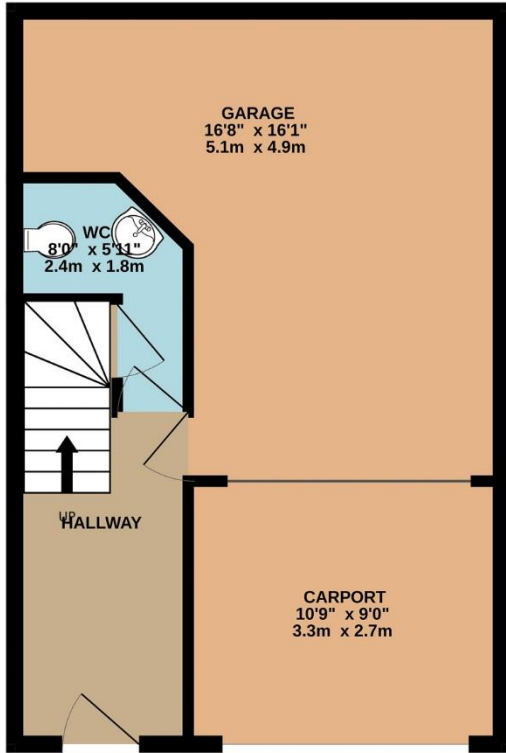 GARAGE
16'8" x 16'1"
5.1m x 4.9m
WC
8'0" x 5'11"
2.4m x 1.8m
UP
HALLWAY
CARPORT
10'9" x 9'0"
3.3m x 2.7m